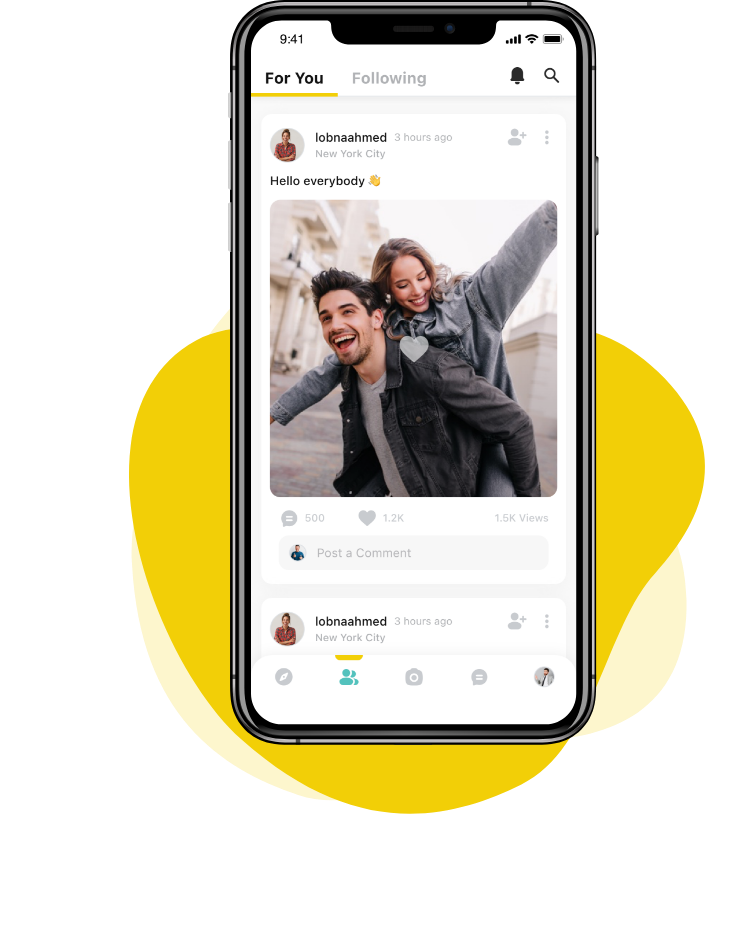 9:41
For You Following
lobnaahmed 3 hours ago
New York City
Hello everybody 👋
500 1.2K 1.5K Views
Post a Comment
lobnaahmed 3 hours ago
New York City